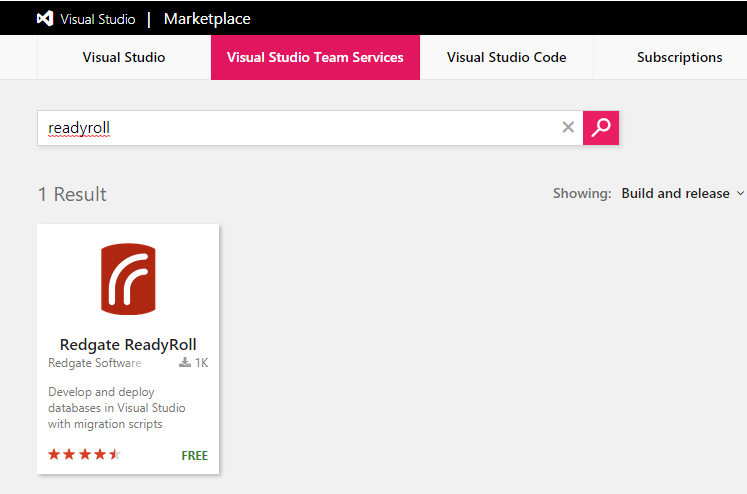 Visual Studio | Marketplace
Visual Studio Visual Studio Team Services Visual Studio Code Subscriptions
readyroll
1 Result Showing: Build and release
Redgate ReadyRoll
Redgate Software 1K
Develop and deploy
databases in Visual Studio
with migration scripts
FREE